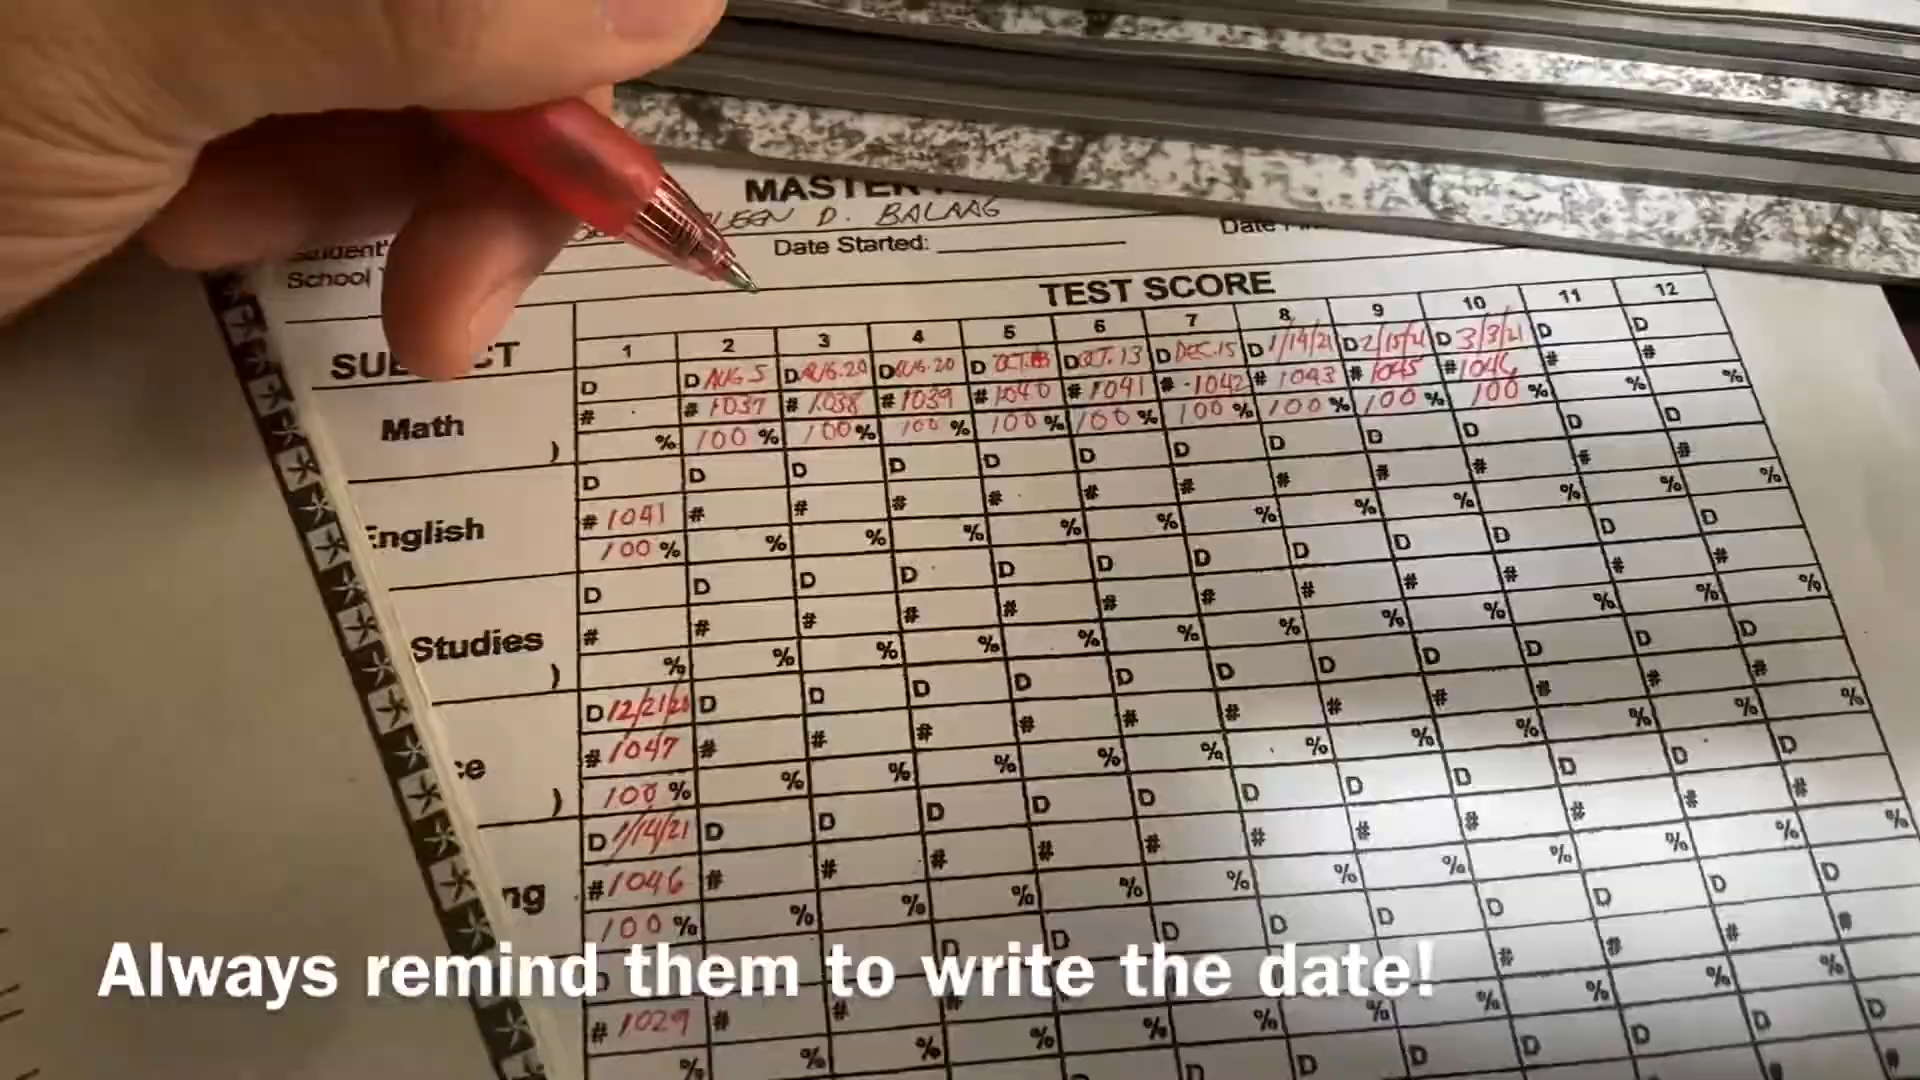 MASTER
LEEN D. BALAAG
Student'
Date Started:
Date
School
TEST SCORE
SUBJECT
1 2 3 4 5 6 7 8 9 10 11 12
D D AUG 5 D AUG.20 D AUG.20 D OCT. D OCT. 13 D DEC.15 D 1/14/21 D 2/15/21 D 3/3/21 D D
Math
# # 1037 # 1038 # 1039 # 1040 # 1041 # -1042 # 1043 # 1045 # 1046 # #
) % 100 % 100 % 100 % 100 % 100 % 100 % 100 % 100 % 100 % % %
D D D D D D D D D D D D
English
# 1041 # # # # # # # # # # #
100 % % % % % % % % % % % %
D D D D D D D D D D D D
Studies
# # # # # # # # # # # #
) % % % % % % % % % % % %
D 12/21/20 D D D D D D D D D D D
ce
# 1047 # # # # # # # # # # #
) 100 % % % % % % % % % % % %
D 1/14/21 D D D D D D D D D D D
ng
# 1046 # # # # # # # # # # #
100 % % % % % % % % % % % %
D D D D D D D D D
Always remind them to write the date!
# 1029 # # # # # # #
% % % % % % % % %
D D D D D D D D